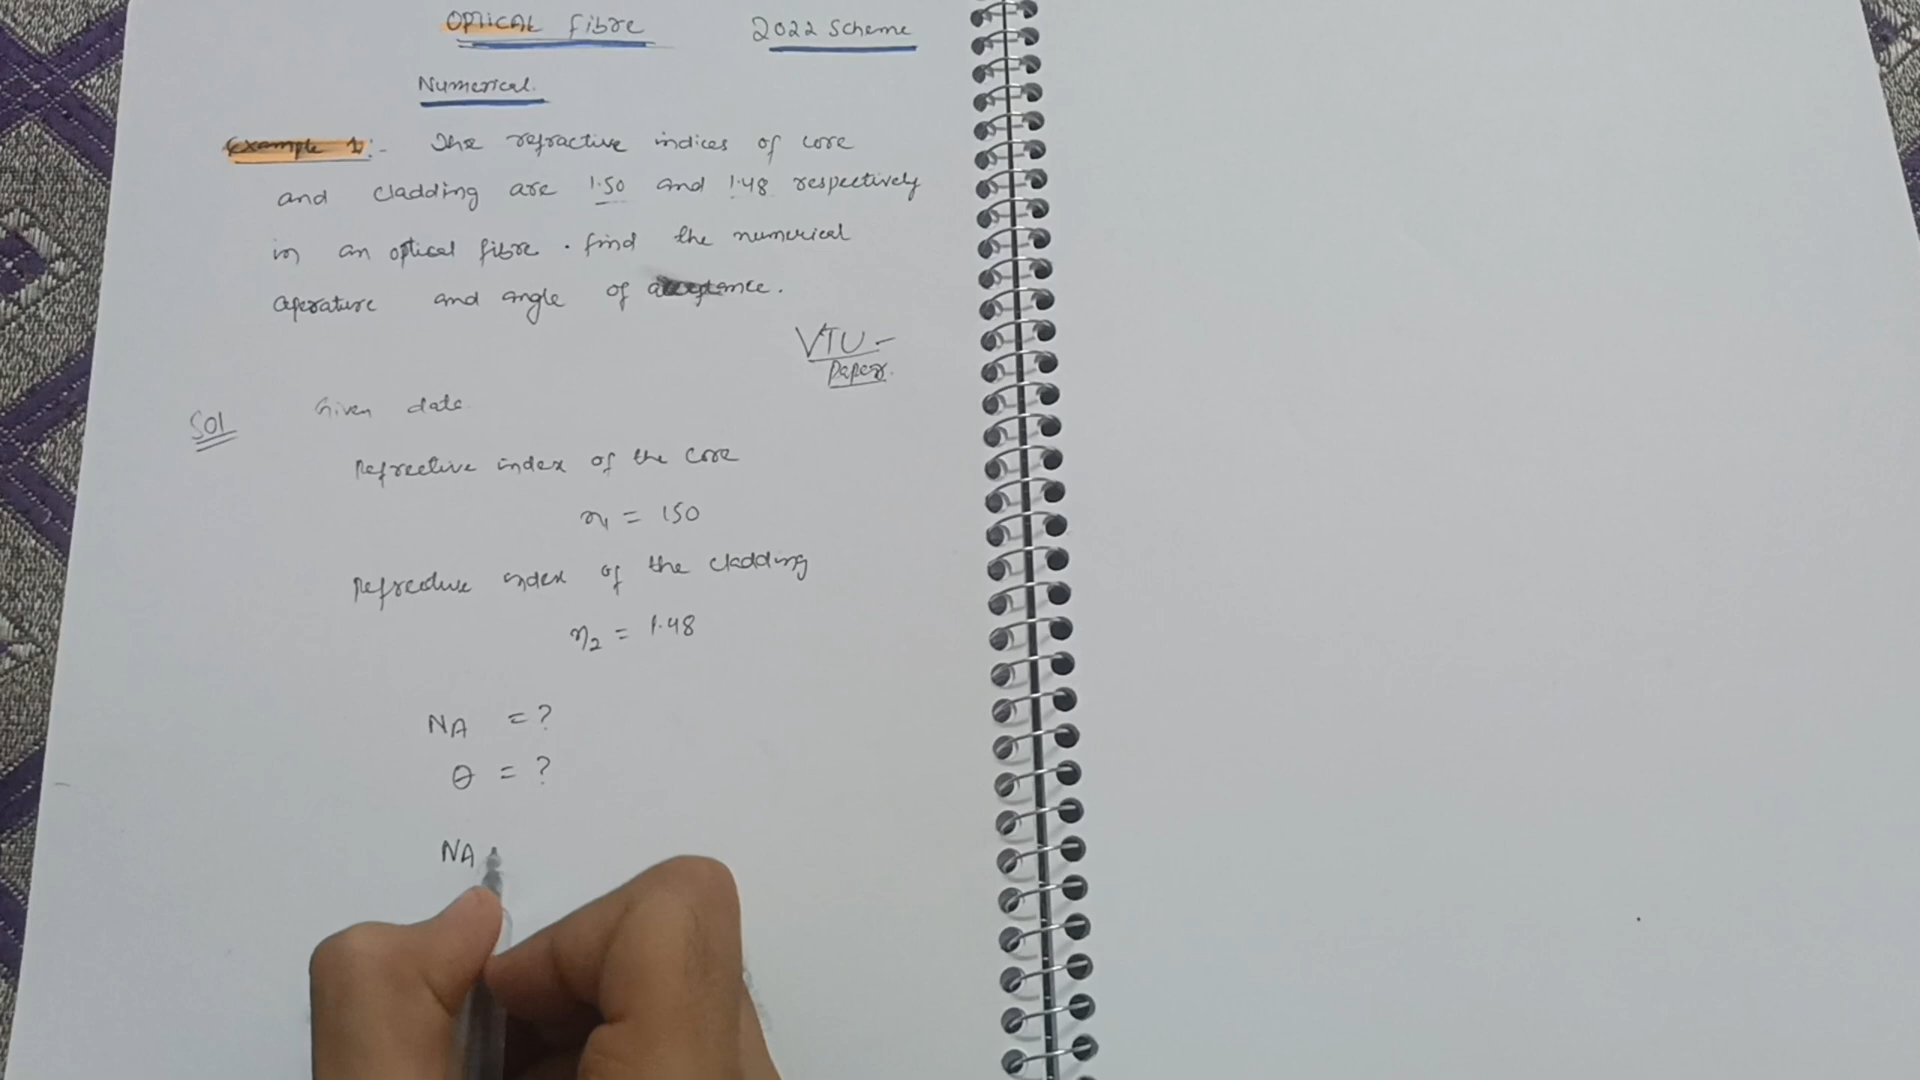 OPTICAL fibre 2022 Scheme
Numerical.
Example 1:- The refractive indices of core
and cladding are 1.50 and 1.48 respectively
in an optical fibre. find the numerical
aperature and angle of acceptance.
VTU-
Paper.
Sol Given data
Refractive index of the core
n1 = 150
Refractive index of the cladding
n2 = 1.48
NA = ?
θ = ?
NA